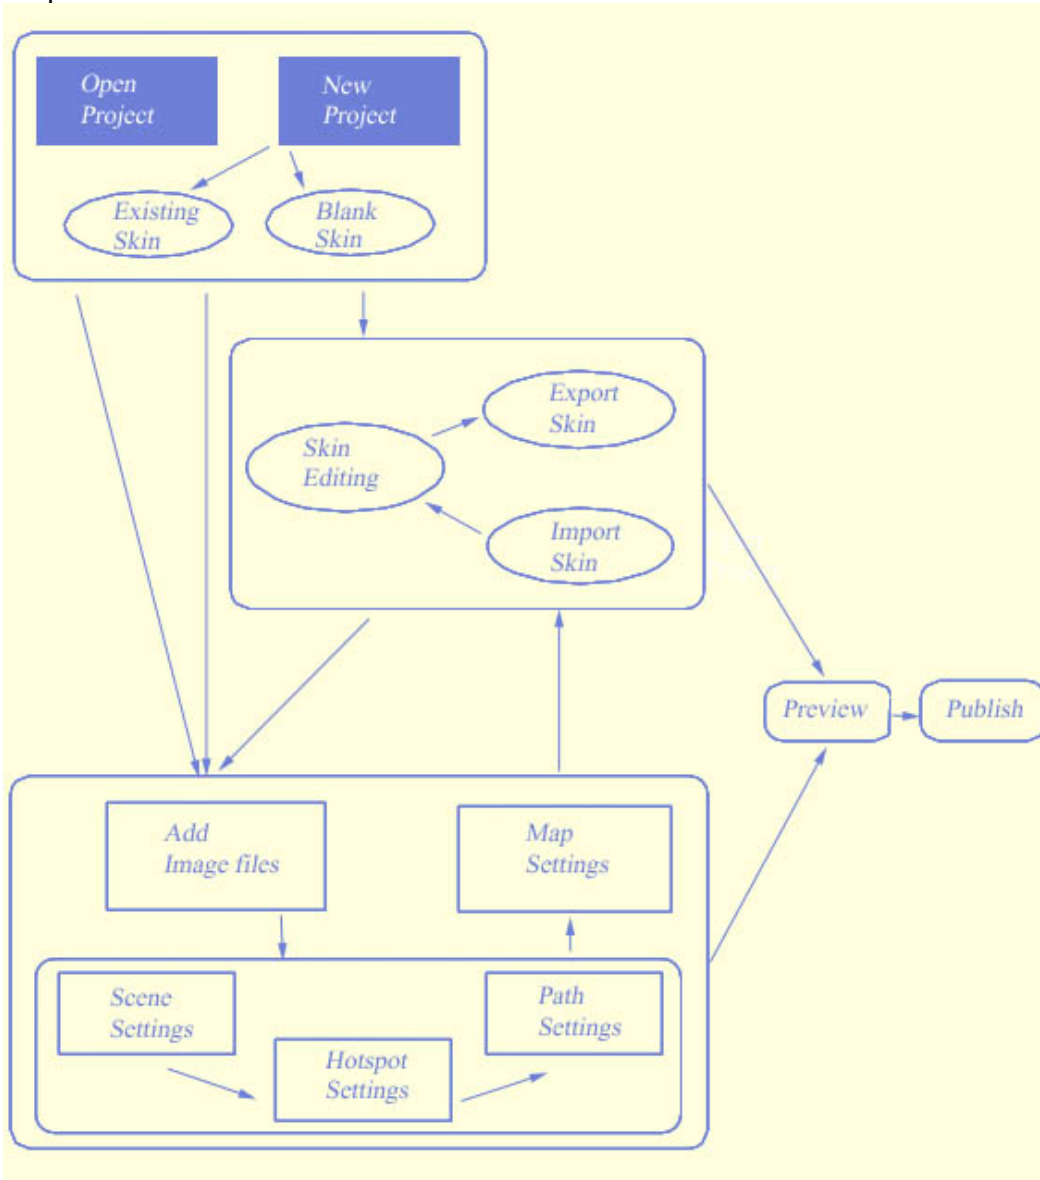 Open
Project
New
Project
Existing
Skin
Blank
Skin
Export
Skin
Skin
Editing
Import
Skin
Preview
Publish
Add
Image files
Map
Settings
Scene
Settings
Path
Settings
Hotspot
Settings